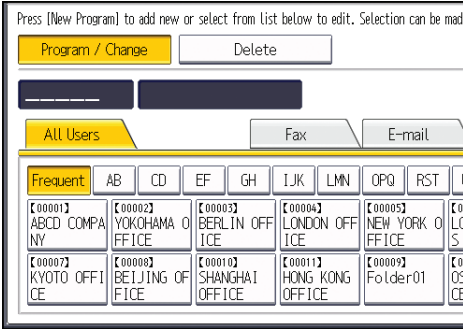 Press [New Program] to add new or select from list below to edit. Selection can be mad
Program / Change
Delete
_____
All Users
Fax
E-mail
Frequent AB CD EF GH IJK LMN OPQ RST
【00001】 【00002】 【00003】 【00004】 【00005】
ABCD COMPA YOKOHAMA O BERLIN OFF LONDON OFF NEW YORK O
NY FFICE ICE ICE FFICE
【00007】 【00008】 【00010】 【00011】 【00009】
KYOTO OFFI BEIJING OF SHANGHAI HONG KONG Folder01
CE FICE OFFICE OFFICE